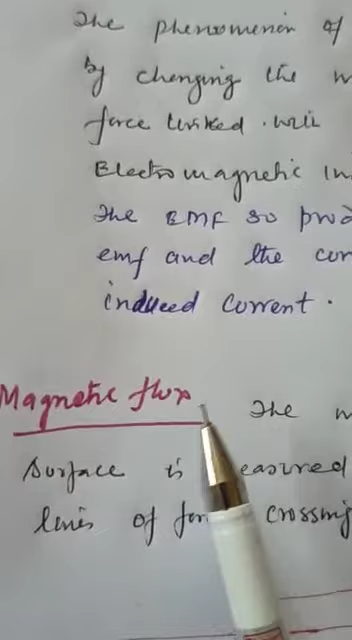 The phenomenon of
by changing the
force linked with
Electromagnetic In
The EMF so prod
emf and the cur
induced current.
Magnetic flux The
Surface is easured
lines of for crossing